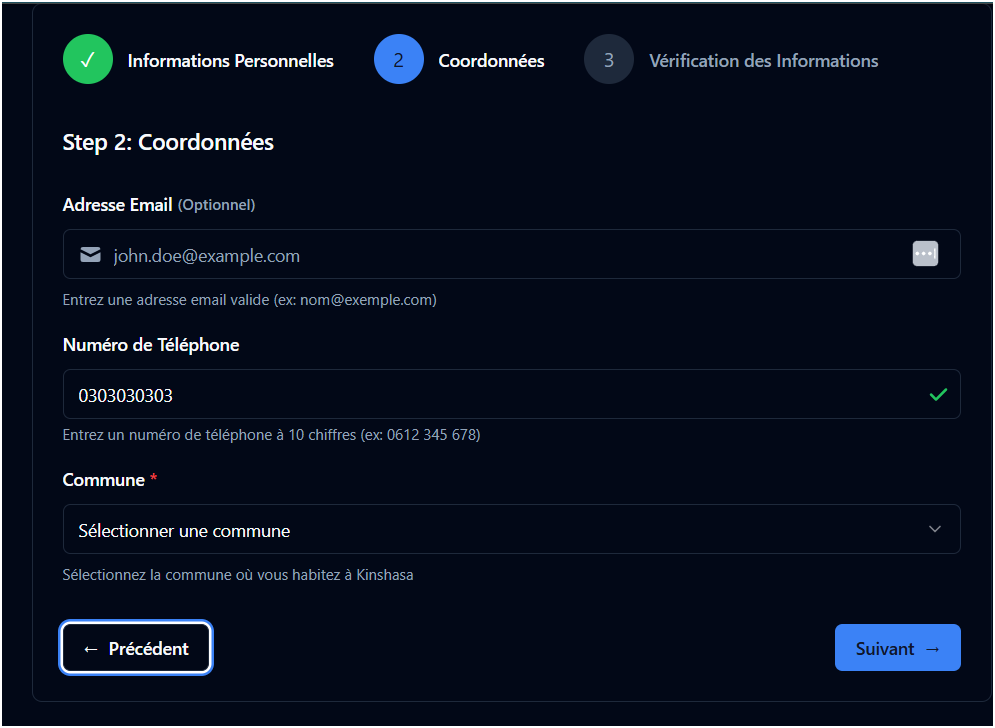 ✓ Informations Personnelles 2 Coordonnées 3 Vérification des Informations
Step 2: Coordonnées
Adresse Email (Optionnel)
john.doe@example.com
Entrez une adresse email valide (ex: nom@exemple.com)
Numéro de Téléphone
0303030303
Entrez un numéro de téléphone à 10 chiffres (ex: 0612 345 678)
Commune *
Sélectionner une commune
Sélectionnez la commune où vous habitez à Kinshasa
← Précédent Suivant →